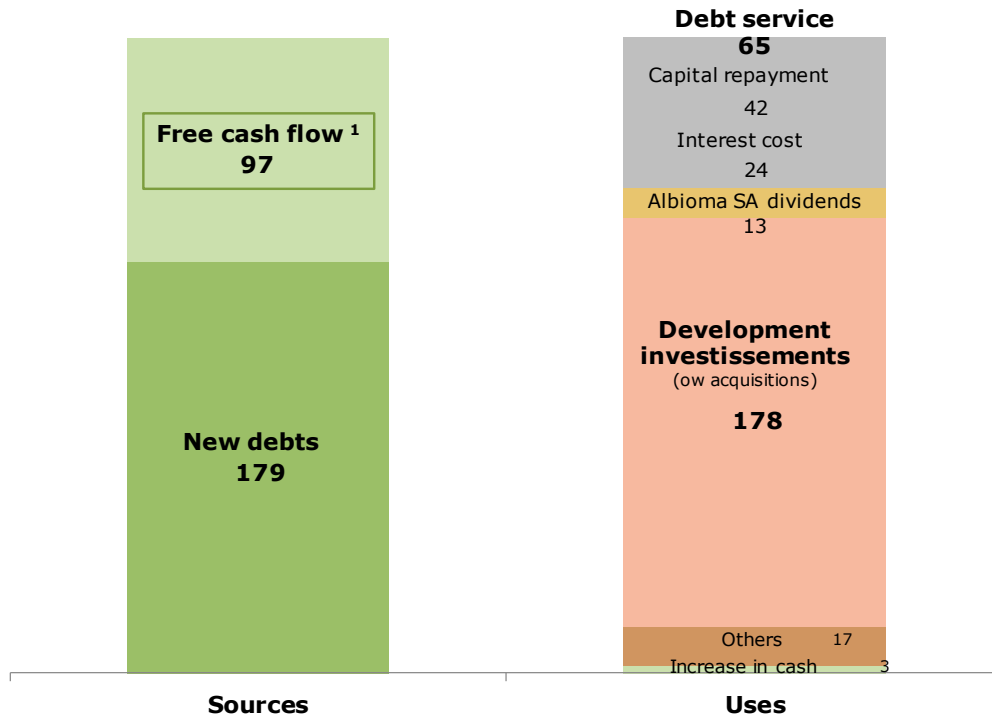 Free cash flow ¹
97
New debts
179
Sources
Debt service
65
Capital repayment
42
Interest cost
24
Albioma SA dividends
13
Development
investissements
(ow acquisitions)
178
Others 17
Increase in cash 3
Uses